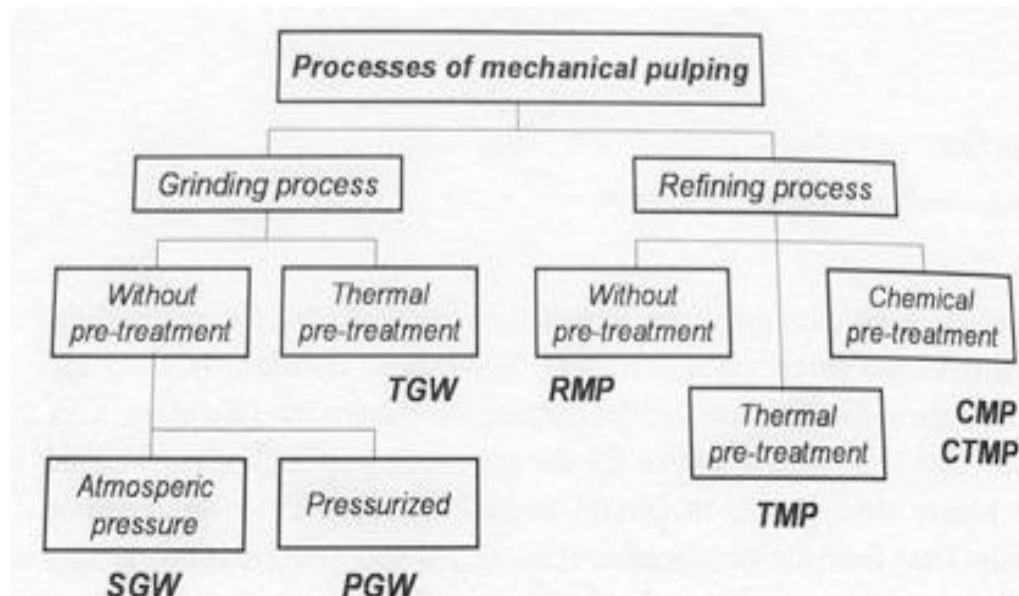 Processes of mechanical pulping
Grinding process
Refining process
Without
pre-treatment
Thermal
pre-treatment
TGW
Without
pre-treatment
RMP
Chemical
pre-treatment
CMP
CTMP
Thermal
pre-treatment
TMP
Atmosperic
pressure
SGW
Pressurized
PGW